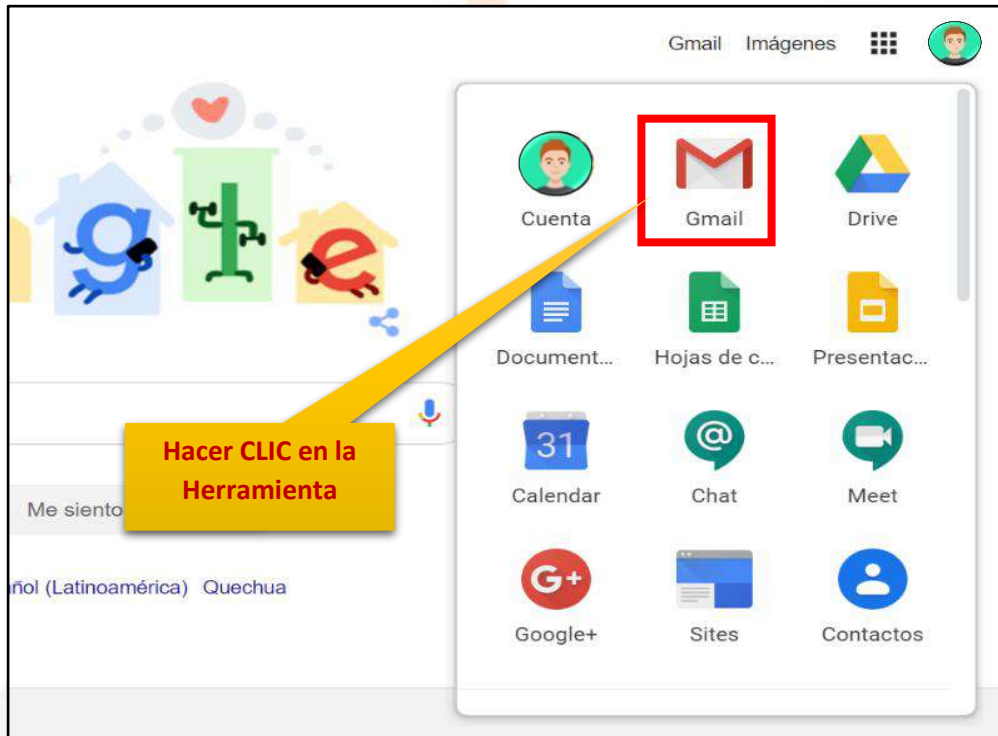 Gmail Imágenes
Cuenta Gmail Drive
Document... Hojas de c... Presentac...
31
Calendar Chat Meet
G+
Google+ Sites Contactos
g e
Hacer CLIC en la
Herramienta
Me siento
ñol (Latinoamérica) Quechua